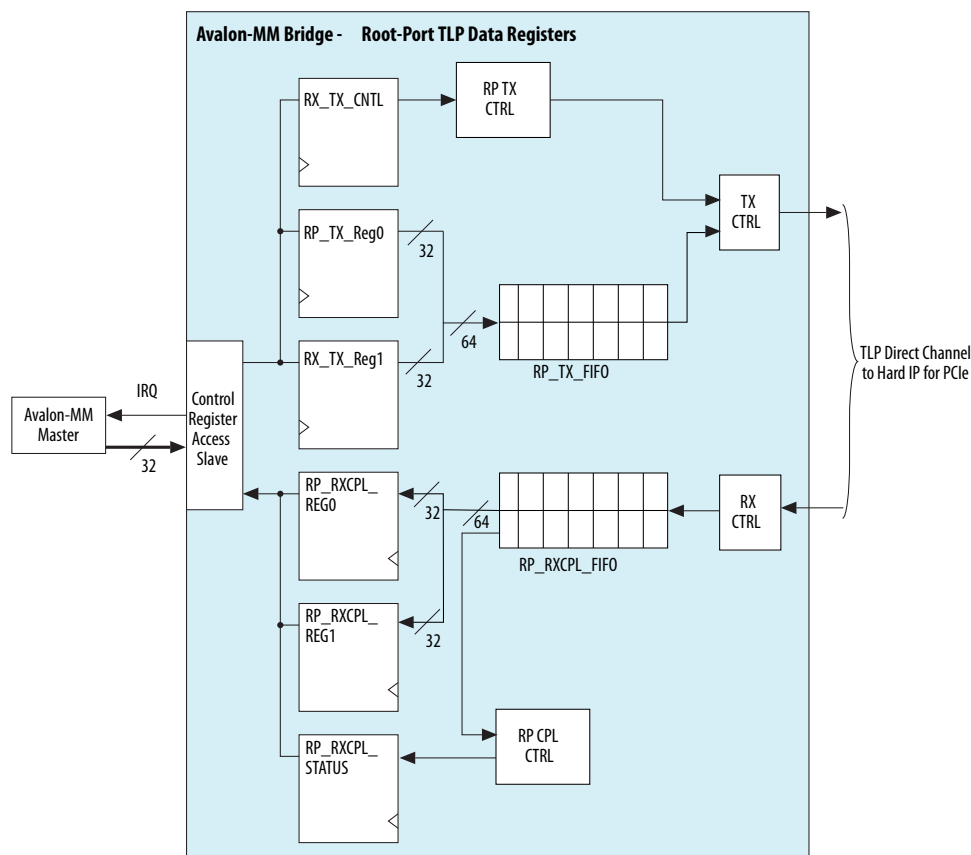 Avalon-MM Bridge - Root-Port TLP Data Registers
RX_TX_CNTL
RP TX
CTRL
RP_TX_Reg0
32
TX
CTRL
64
RP_TX_FIFO
RX_TX_Reg1
32
TLP Direct Channel
to Hard IP for PCIe
IRQ
Avalon-MM
Master
32
Control
Register
Access
Slave
RP_RXCPL_
REG0
32
64
RP_RXCPL_FIFO
RX
CTRL
RP_RXCPL_
REG1
32
RP_RXCPL_
STATUS
RP CPL
CTRL